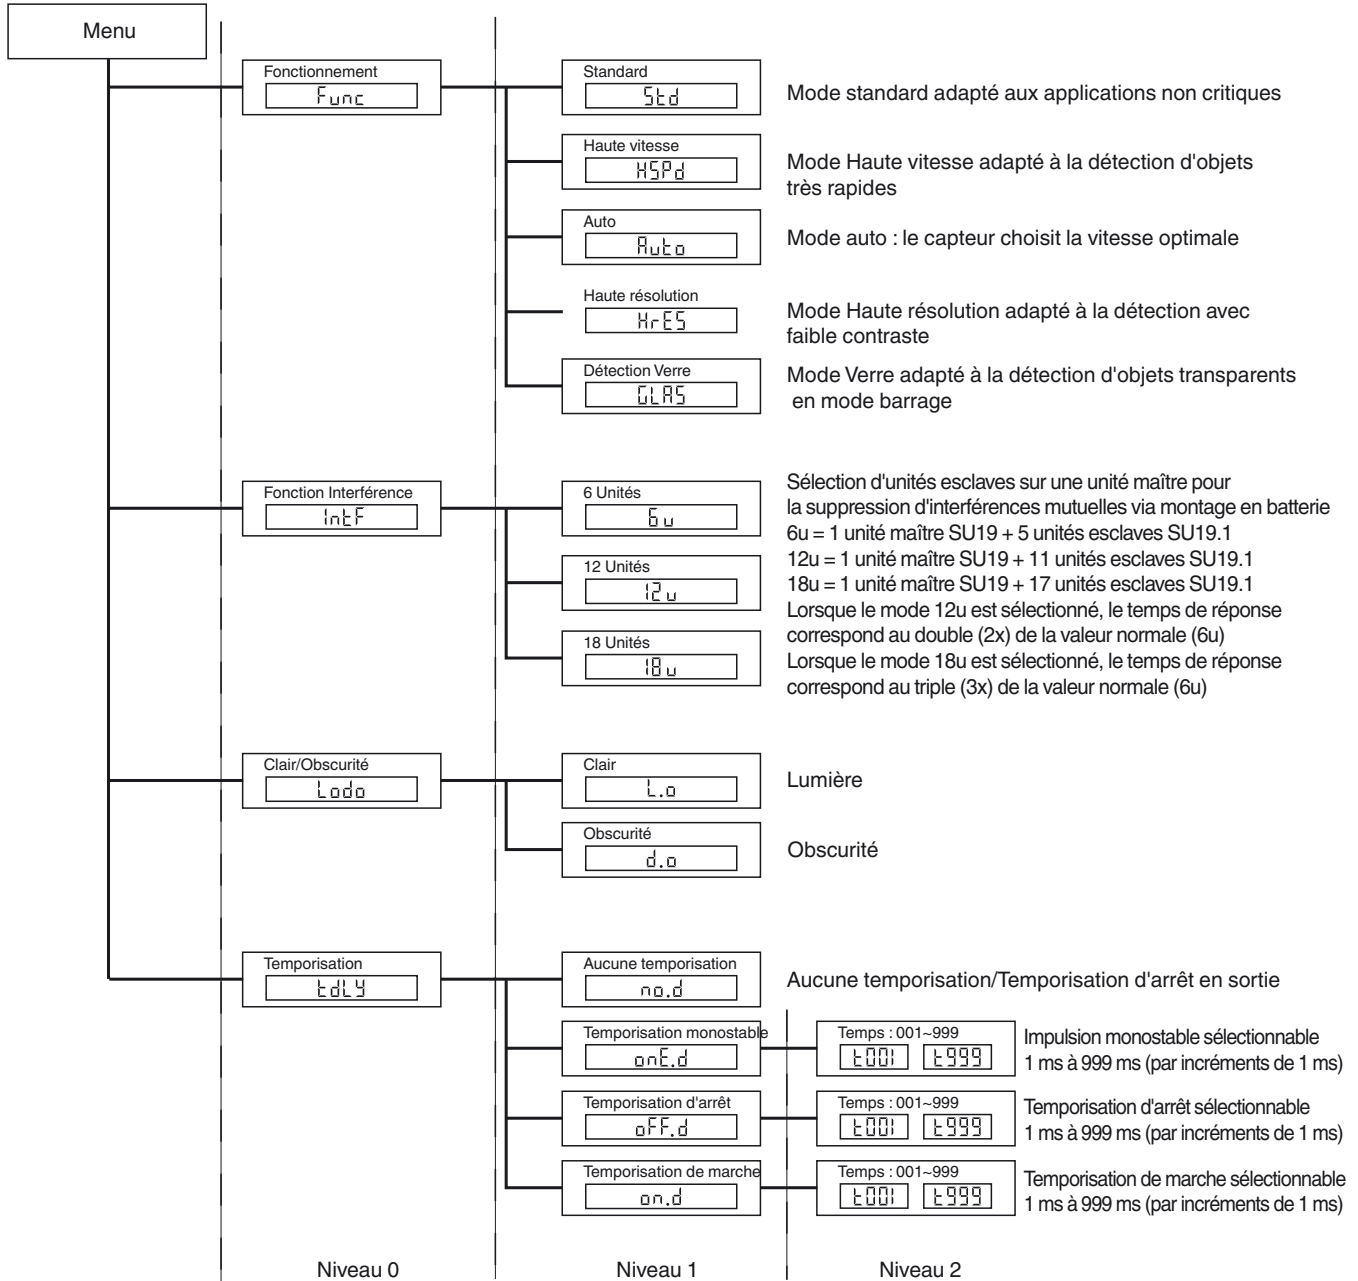 Menu
Fonctionnement
Func
Standard
Std
Mode standard adapté aux applications non critiques
Haute vitesse
HSPd
Mode Haute vitesse adapté à la détection d'objets
très rapides
Auto
Auto
Mode auto : le capteur choisit la vitesse optimale
Haute résolution
HrES
Mode Haute résolution adapté à la détection avec
faible contraste
Détection Verre
GLAS
Mode Verre adapté à la détection d'objets transparents
en mode barrage
Fonction Interférence
IntF
6 Unités
6u
12 Unités
12u
18 Unités
18u
Sélection d'unités esclaves sur une unité maître pour
la suppression d'interférences mutuelles via montage en batterie
6u = 1 unité maître SU19 + 5 unités esclaves SU19.1
12u = 1 unité maître SU19 + 11 unités esclaves SU19.1
18u = 1 unité maître SU19 + 17 unités esclaves SU19.1
Lorsque le mode 12u est sélectionné, le temps de réponse
correspond au double (2x) de la valeur normale (6u)
Lorsque le mode 18u est sélectionné, le temps de réponse
correspond au triple (3x) de la valeur normale (6u)
Clair/Obscurité
Lodo
Clair
L.o
Lumière
Obscurité
d.o
Obscurité
Temporisation
tdLY
Aucune temporisation
no.d
Aucune temporisation/Temporisation d'arrêt en sortie
Temporisation monostable
onE.d
Temps : 001~999
t001 t999
Impulsion monostable sélectionnable
1 ms à 999 ms (par incréments de 1 ms)
Temporisation d'arrêt
oFF.d
Temps : 001~999
t001 t999
Temporisation d'arrêt sélectionnable
1 ms à 999 ms (par incréments de 1 ms)
Temporisation de marche
on.d
Temps : 001~999
t001 t999
Temporisation de marche sélectionnable
1 ms à 999 ms (par incréments de 1 ms)
Niveau 0
Niveau 1
Niveau 2